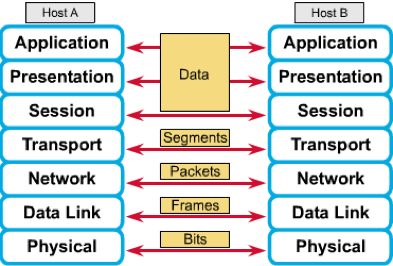 Host A
Host B
Application
Application
Presentation
Data
Presentation
Session
Session
Transport
Segments
Transport
Network
Packets
Network
Data Link
Frames
Data Link
Physical
Bits
Physical